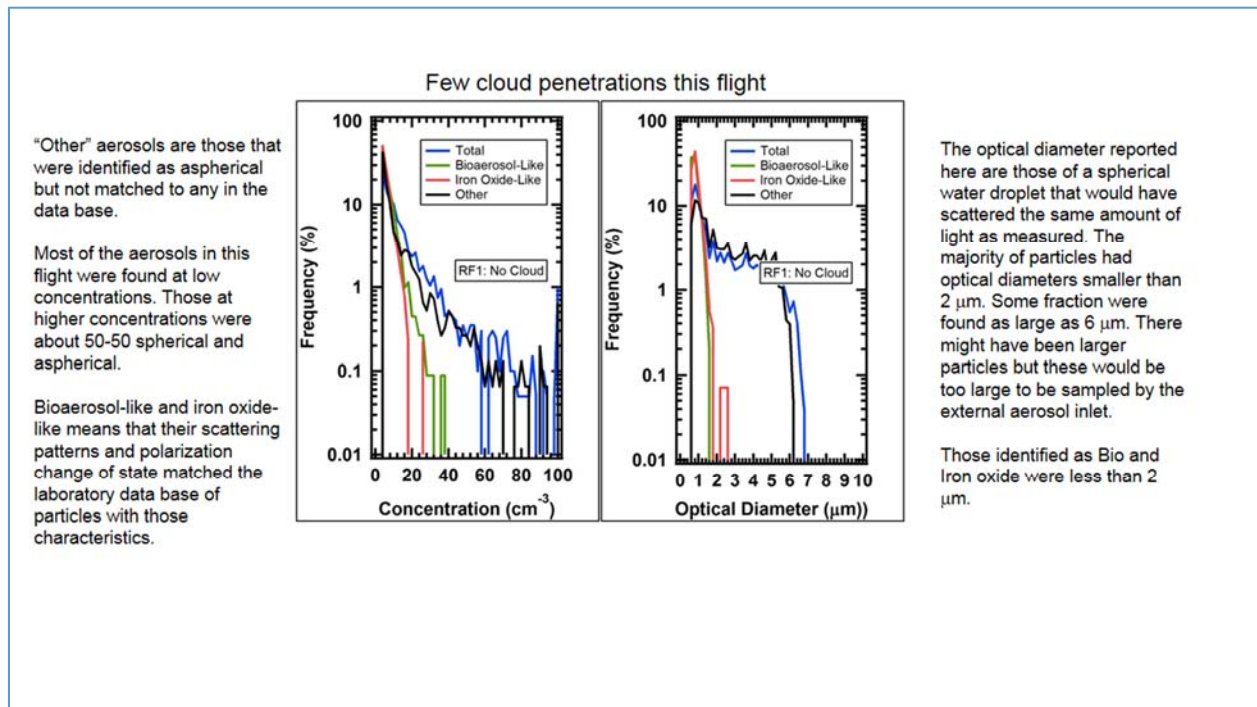 Few cloud penetrations this flight
“Other” aerosols are those that
were identified as aspherical
but not matched to any in the
data base.
Most of the aerosols in this
flight were found at low
concentrations. Those at
higher concentrations were
about 50-50 spherical and
aspherical.
Bioaerosol-like and iron oxide-
like means that their scattering
patterns and polarization
change of state matched the
laboratory data base of
particles with those
characteristics.
100
10
1
0.1
0.01
Frequency (%)
Total
Bioaerosol-Like
Iron Oxide-Like
Other
RF1: No Cloud
0 20 40 60 80 100
Concentration (cm⁻³)
100
10
1
0.1
0.01
Frequency (%)
Total
Bioaerosol-Like
Iron Oxide-Like
Other
RF1: No Cloud
0 1 2 3 4 5 6 7 8 9 10
Optical Diameter (μm))
The optical diameter reported
here are those of a spherical
water droplet that would have
scattered the same amount of
light as measured. The
majority of particles had
optical diameters smaller than
2 μm. Some fraction were
found as large as 6 μm. There
might have been larger
particles but these would be
too large to be sampled by the
external aerosol inlet.
Those identified as Bio and
Iron oxide were less than 2
μm.